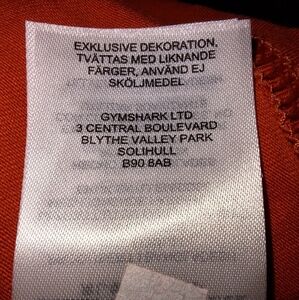 EXKLUSIVE DEKORATION.
TVÄTTAS MED LIKNANDE
FÄRGER, ANVÄND EJ
SKÖLJMEDEL
GYMSHARK LTD
3 CENTRAL BOULEVARD
BLYTHE VALLEY PARK
SOLIHULL
B90 8AB